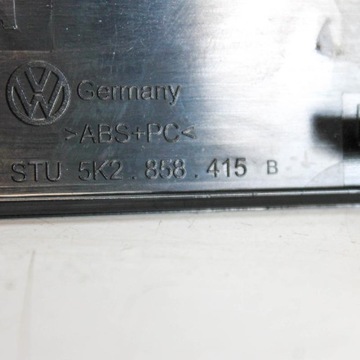 Germany
>ABS+PC<
STU 5K2.858.415 B